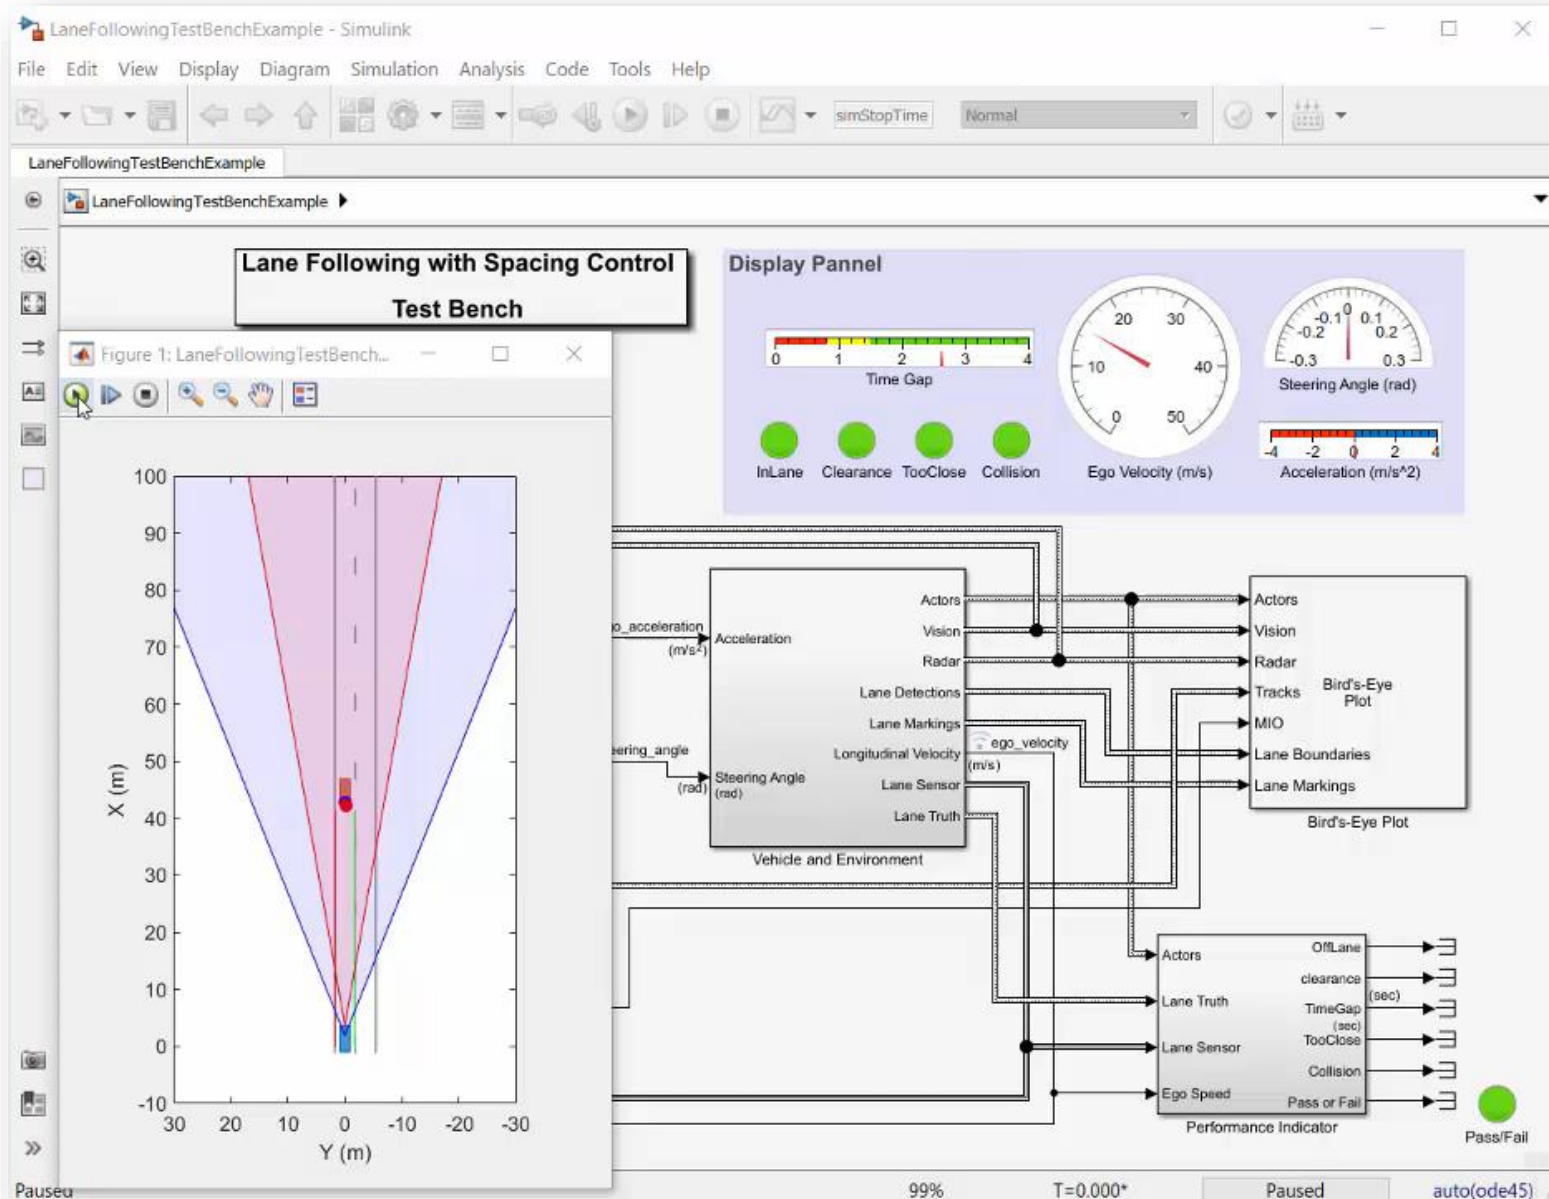 LaneFollowingTestBenchExample - Simulink
File Edit View Display Diagram Simulation Analysis Code Tools Help
simStopTime Normal
LaneFollowingTestBenchExample
LaneFollowingTestBenchExample
Lane Following with Spacing Control
Test Bench
Display Pannel
0 1 2 3 4
Time Gap
InLane Clearance TooClose Collision
0 10 20 30 40 50
Ego Velocity (m/s)
-0.3 -0.2 -0.1 0 0.1 0.2 0.3
Steering Angle (rad)
-4 -2 0 2 4
Acceleration (m/s^2)
Figure 1: LaneFollowingTestBench...
100
90
80
70
60
50
40
30
20
10
0
-10
X (m)
30 20 10 0 -10 -20 -30
Y (m)
o_acceleration
(m/s²)
eering_angle
(rad)
Acceleration
Steering Angle
(rad)
Actors
Vision
Radar
Lane Detections
Lane Markings
Longitudinal Velocity
Lane Sensor
Lane Truth
Vehicle and Environment
ego_velocity
(m/s)
Actors
Vision
Radar
Tracks
MIO
Lane Boundaries
Lane Markings
Bird's-Eye
Plot
Bird's-Eye Plot
Actors
Lane Truth
Lane Sensor
Ego Speed
OffLane
clearance
TimeGap
(sec)
TooClose
Collision
Pass or Fail
(sec)
Performance Indicator
Pass/Fail
Paused 99% T=0.000* Paused auto(ode45)